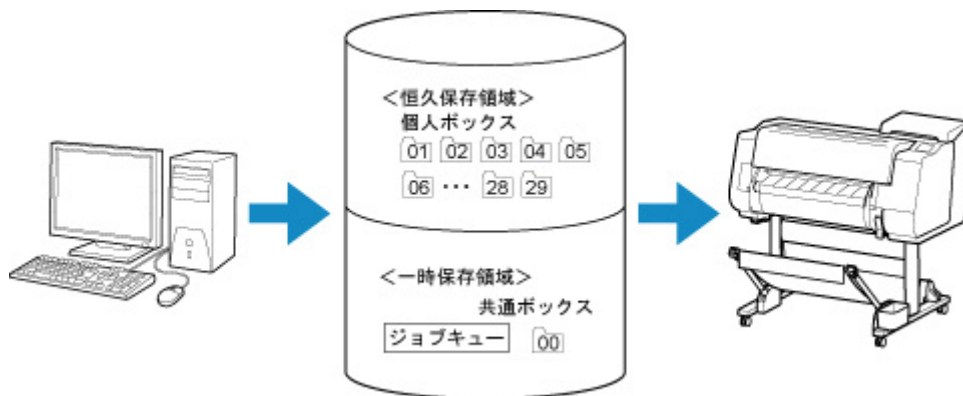 ＜恒久保存領域＞
個人ボックス
01 02 03 04 05
06 ･･･ 28 29
＜一時保存領域＞
共通ボックス
ジョブキュー 00